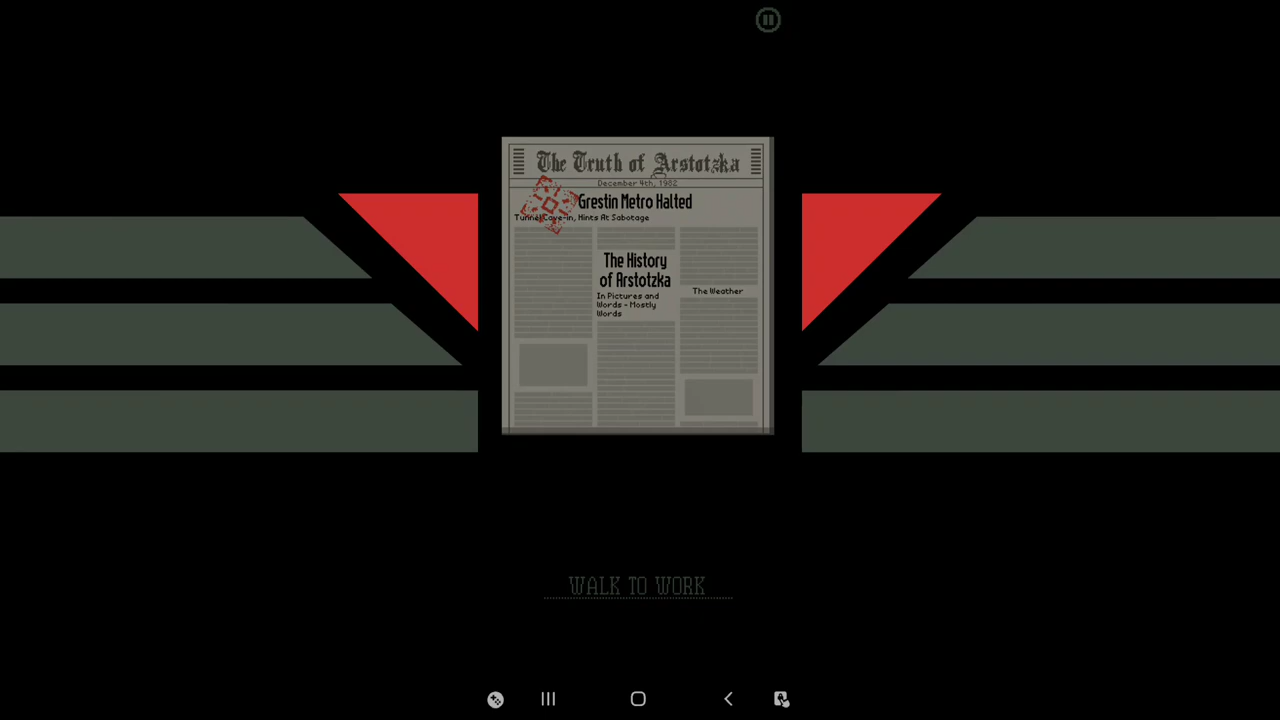 The Truth of Arstotzka
December 4th, 1982
Grestin Metro Halted
Tunnel Cave-in, Hints At Sabotage
The History
of Arstotzka
In Pictures and
Words - Mostly
Words
The Weather
WALK TO WORK